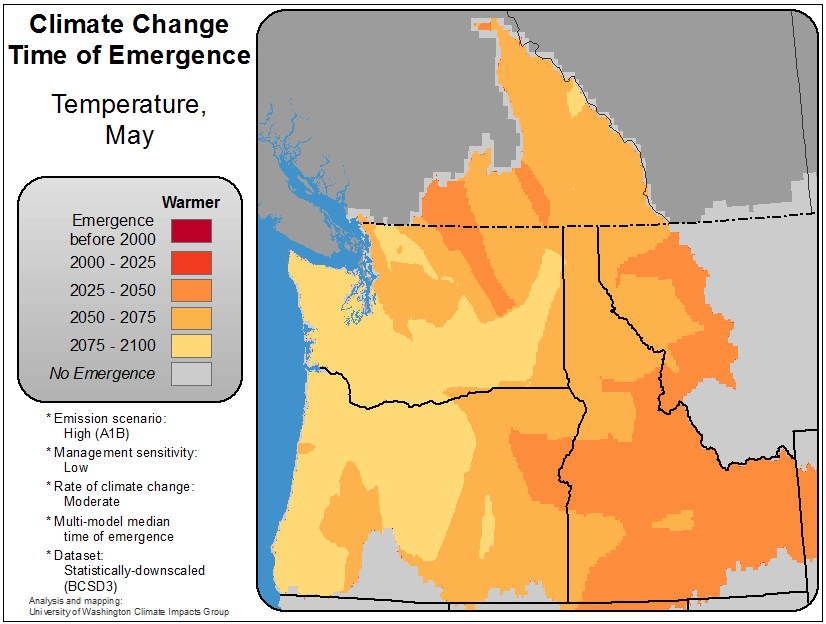 Climate Change
Time of Emergence
Temperature,
May
Warmer
Emergence
before 2000
2000 - 2025
2025 - 2050
2050 - 2075
2075 - 2100
No Emergence
* Emission scenario:
High (A1B)
* Management sensitivity:
Low
* Rate of climate change:
Moderate
* Multi-model median
time of emergence
* Dataset:
Statistically-downscaled
(BCSD3)
Analysis and mapping:
University of Washington Climate Impacts Group